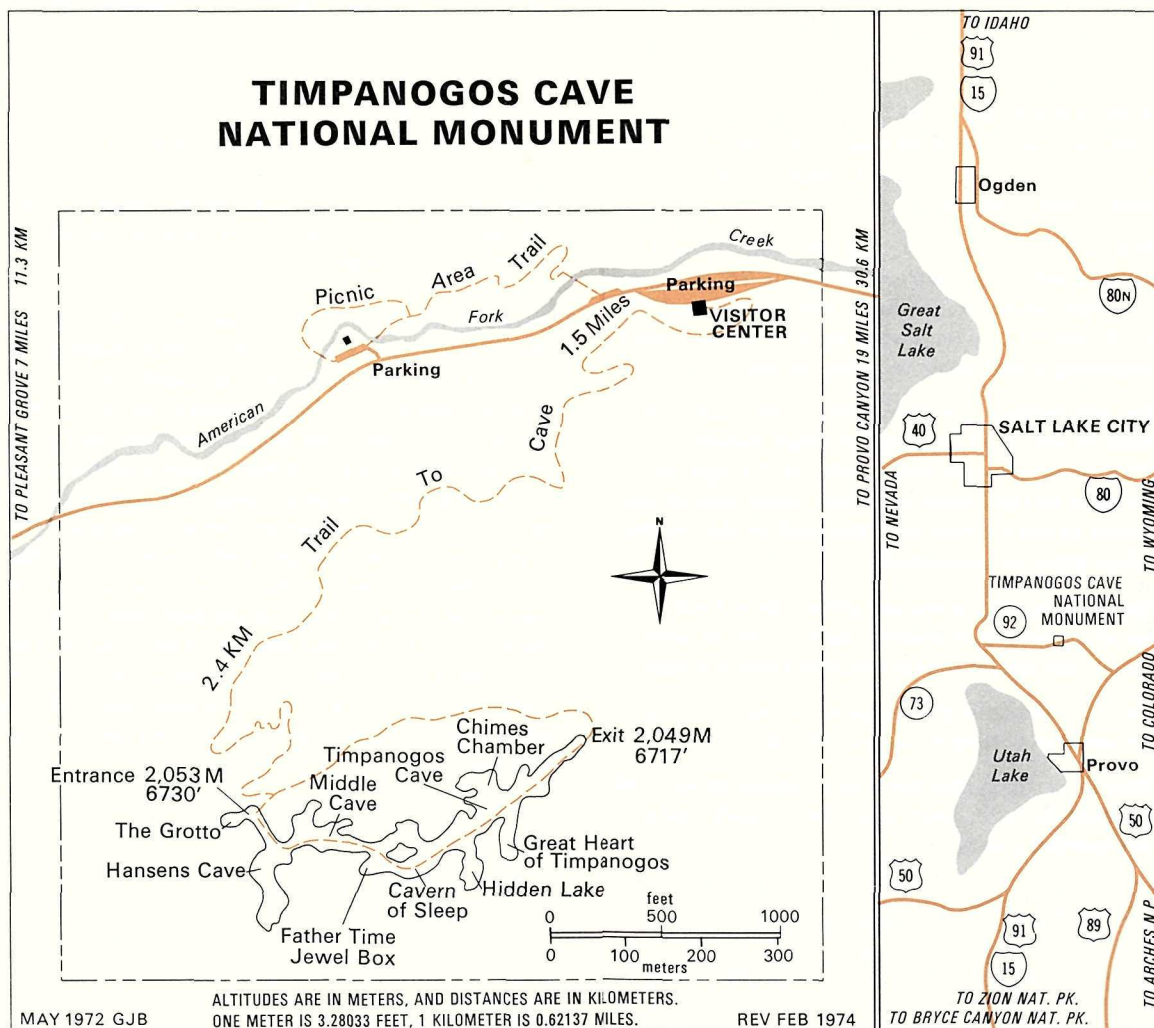 TIMPANOGOS CAVE
NATIONAL MONUMENT
TO PLEASANT GROVE 7 MILES 11.3 KM
Picnic Area Trail
Creek
Parking
VISITOR
CENTER
1.5 Miles
Fork
Parking
American
TO PROVO CANYON 19 MILES 30.6 KM
Trail To Cave
2.4 KM
N
Chimes
Chamber
Exit 2,049 M
6717'
Timpanogos
Cave
Entrance 2,053 M
6730'
Middle
Cave
The Grotto
Great Heart
of Timpanogos
Hansens Cave
Cavern
of Sleep
Hidden Lake
Father Time
Jewel Box
feet
0 500 1000
0 100 200 300
meters
ALTITUDES ARE IN METERS, AND DISTANCES ARE IN KILOMETERS.
MAY 1972 GJB
ONE METER IS 3.28033 FEET, 1 KILOMETER IS 0.62137 NILES.
REV FEB 1974
TO IDAHO
91
15
Ogden
80N
Great
Salt
Lake
40
SALT LAKE CITY
80
TO NEVADA
TO WYOMING
TIMPANOGOS CAVE
NATIONAL
MONUMENT
92
73
TO COLORADO
Utah
Lake
Provo
50
50
91
89
15
TO ARCHES N.P.
TO ZION NAT. PK.
TO BRYCE CANYON NAT. PK.